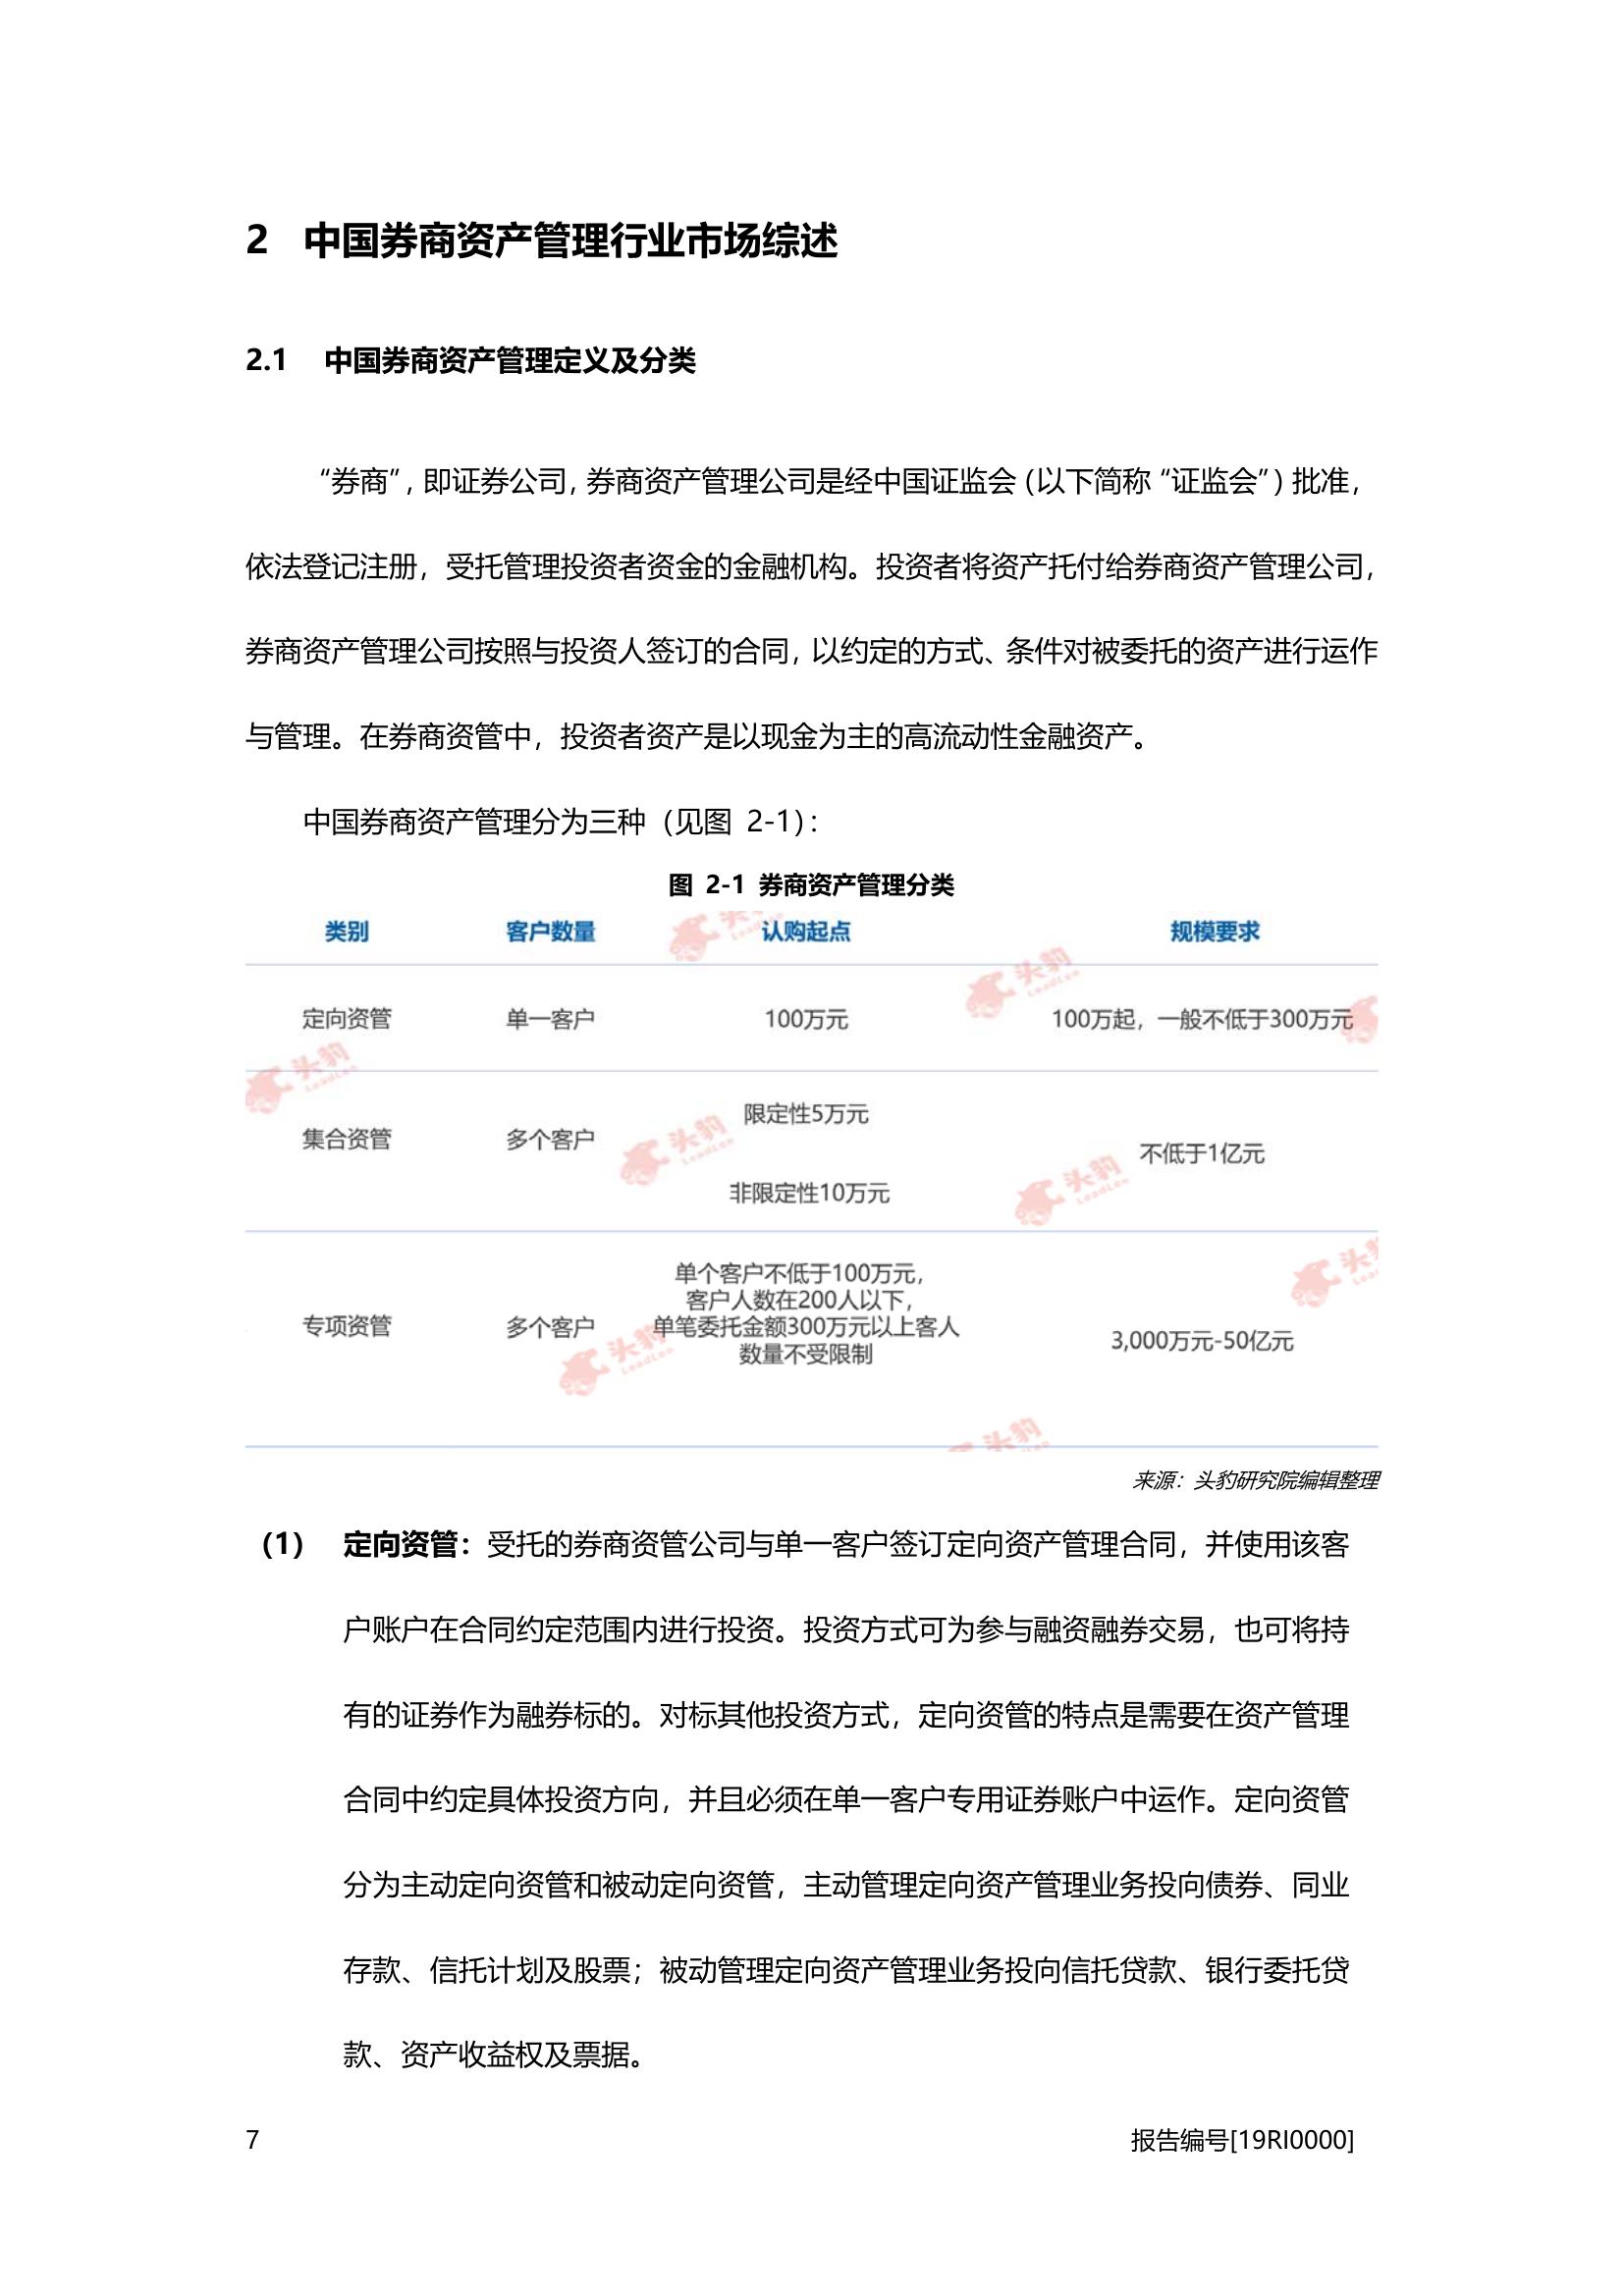 2 中国券商资产管理行业市场综述
2.1 中国券商资产管理定义及分类
“券商”，即证券公司，券商资产管理公司是经中国证监会（以下简称“证监会”）批准，
依法登记注册，受托管理投资者资金的金融机构。投资者将资产托付给券商资产管理公司，
券商资产管理公司按照与投资人签订的合同，以约定的方式、条件对被委托的资产进行运作
与管理。在券商资管中，投资者资产是以现金为主的高流动性金融资产。
中国券商资产管理分为三种（见图 2-1）：
图 2-1 券商资产管理分类
类别 客户数量 认购起点 规模要求
定向资管 单一客户 100万元 100万起，一般不低于300万元
集合资管 多个客户 限定性5万元
非限定性10万元
不低于1亿元
专项资管 多个客户 单个客户不低于100万元，
客户人数在200人以下，
单笔委托金额300万元以上客人
数量不受限制
3,000万元-50亿元
头豹
LeadLeo
来源：头豹研究院编辑整理
（1） 定向资管：受托的券商资管公司与单一客户签订定向资产管理合同，并使用该客
户账户在合同约定范围内进行投资。投资方式可为参与融资融券交易，也可将持
有的证券作为融券标的。对标其他投资方式，定向资管的特点是需要在资产管理
合同中约定具体投资方向，并且必须在单一客户专用证券账户中运作。定向资管
分为主动定向资管和被动定向资管，主动管理定向资产管理业务投向债券、同业
存款、信托计划及股票；被动管理定向资产管理业务投向信托贷款、银行委托贷
款、资产收益权及票据。
7 报告编号[19RI0000]